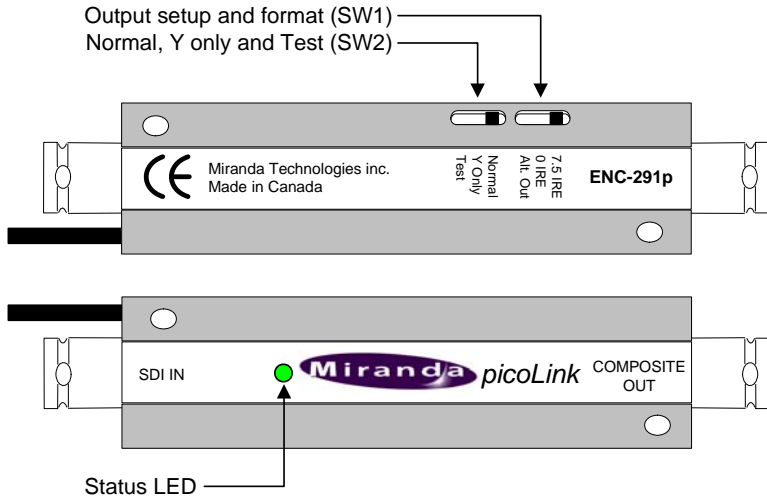 Output setup and format (SW1)
Normal, Y only and Test (SW2)
Miranda Technologies inc.
Made in Canada
Normal
Y Only
Test
7.5 IRE
0 IRE
Alt. Out
ENC-291p
SDI IN
Miranda
picoLink
COMPOSITE
OUT
Status LED